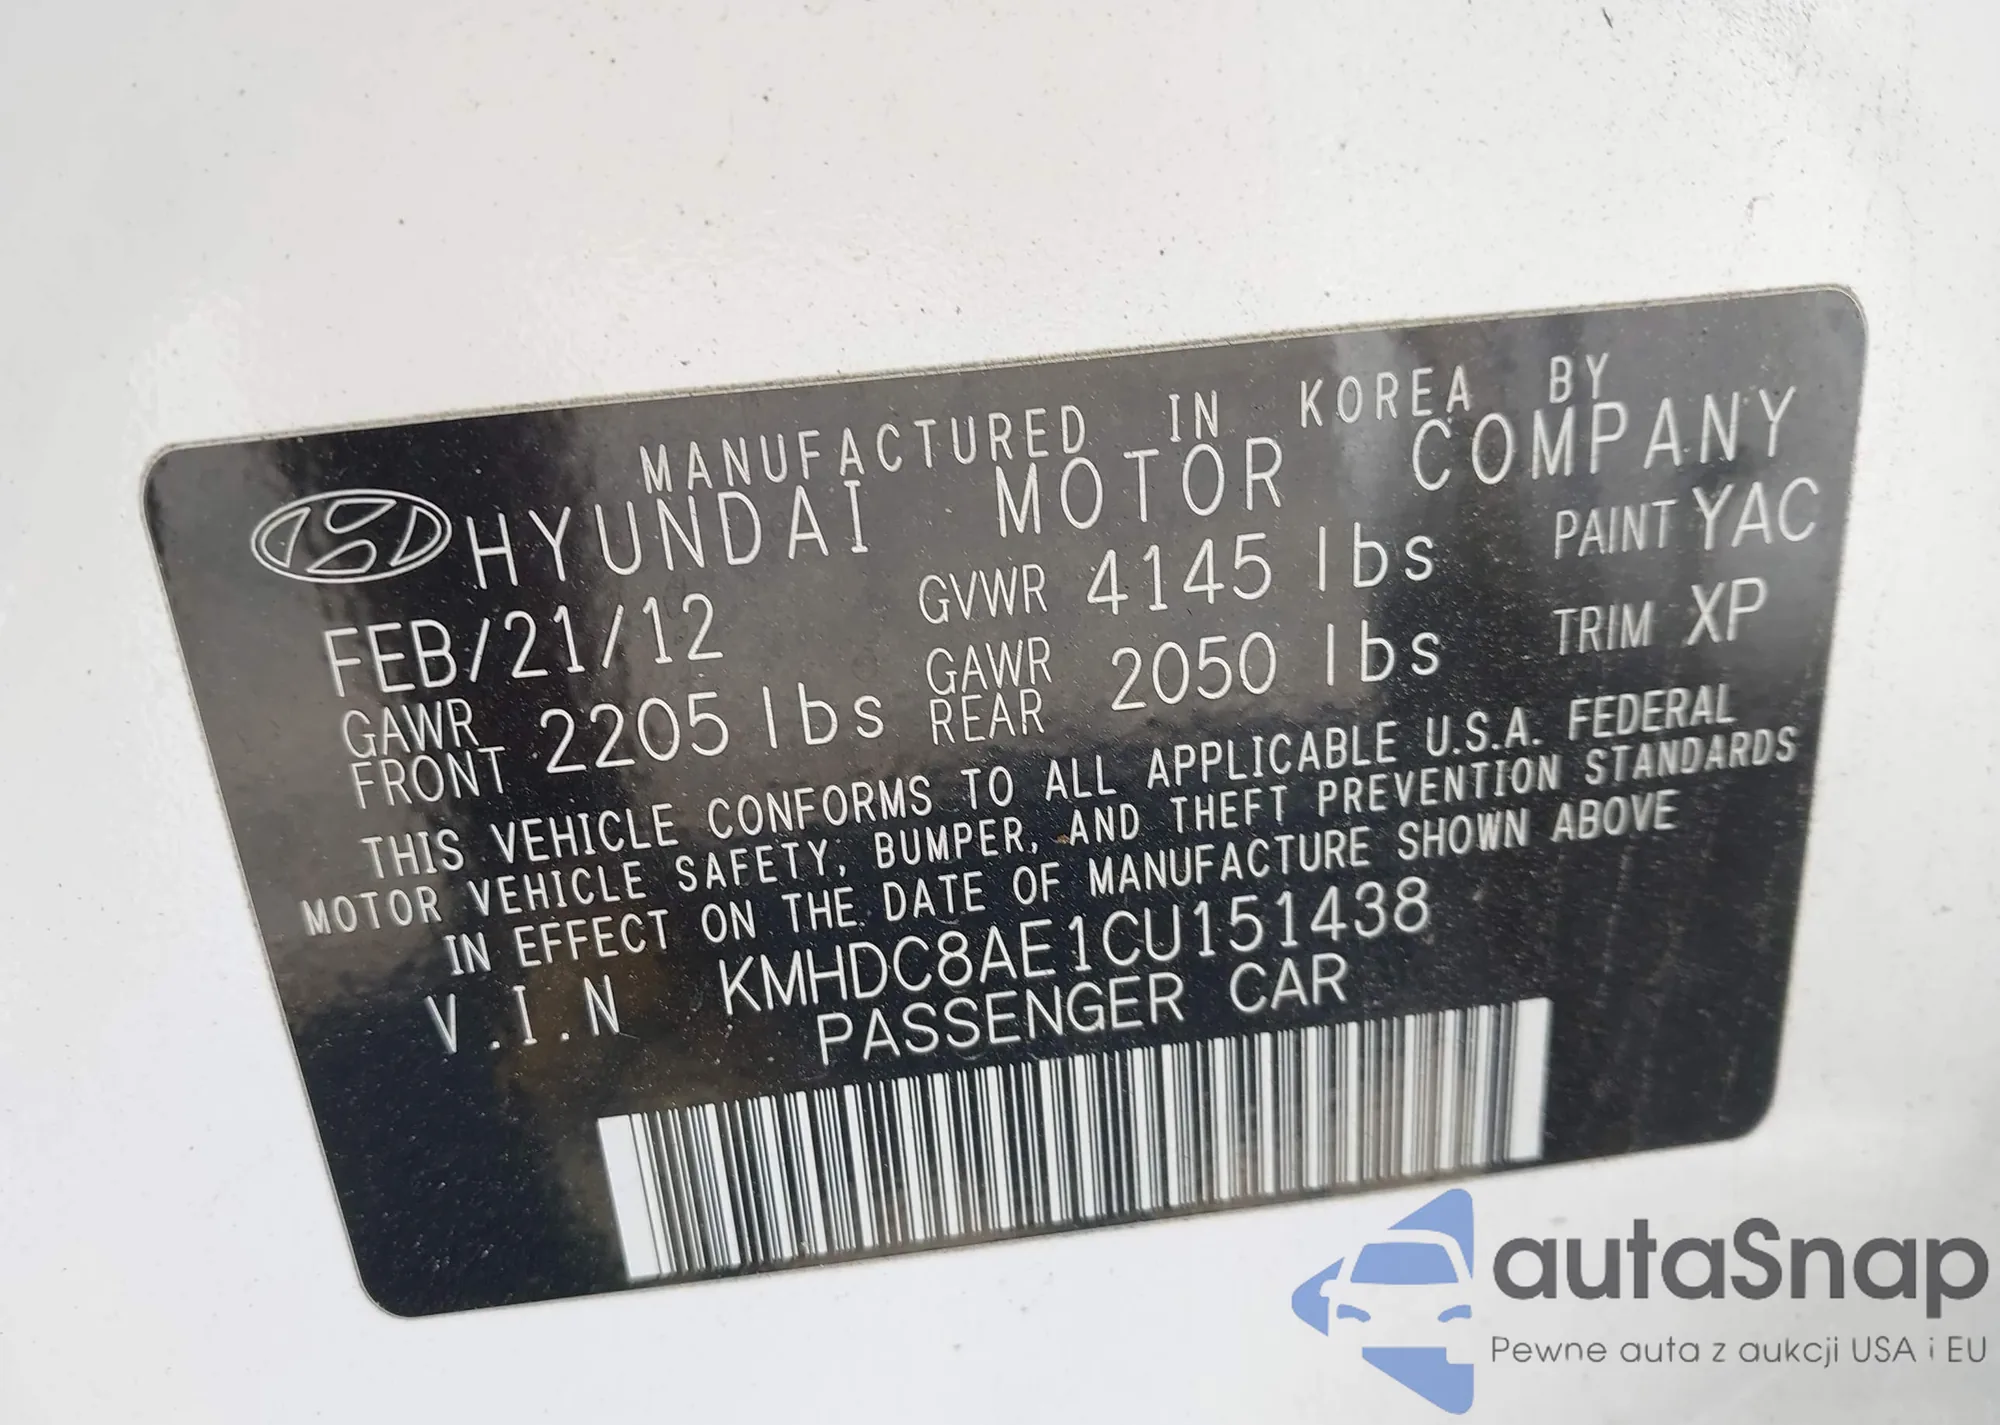 MANUFACTURED IN KOREA BY
HYUNDAI MOTOR COMPANY
FEB/21/12 GVWR 4145 lbs PAINT YAC
GAWR FRONT 2205 lbs GAWR REAR 2050 lbs TRIM XP
THIS VEHICLE CONFORMS TO ALL APPLICABLE U.S.A. FEDERAL
MOTOR VEHICLE SAFETY, BUMPER, AND THEFT PREVENTION STANDARDS
IN EFFECT ON THE DATE OF MANUFACTURE SHOWN ABOVE
V.I.N KMHDC8AE1CU151438
PASSENGER CAR
autaSnap
Pewne auta z aukcji USA i EU